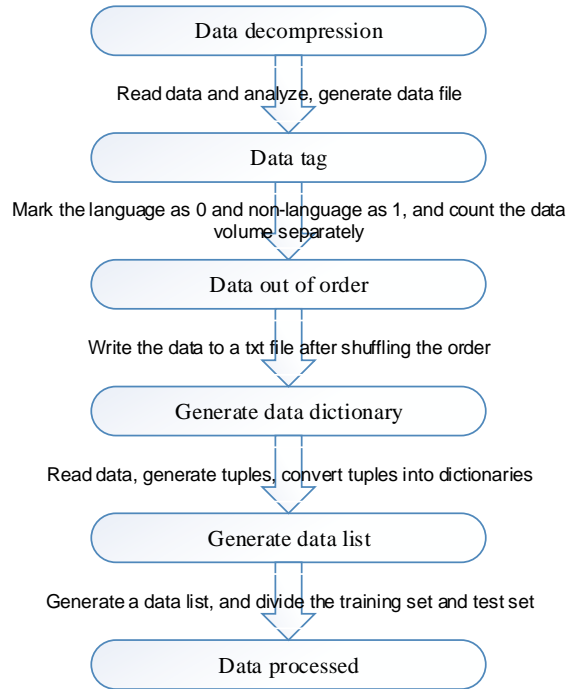 Data decompression
Read data and analyze, generate data file
Data tag
Mark the language as 0 and non-language as 1, and count the data
volume separately
Data out of order
Write the data to a txt file after shuffling the order
Generate data dictionary
Read data, generate tuples, convert tuples into dictionaries
Generate data list
Generate a data list, and divide the training set and test set
Data processed